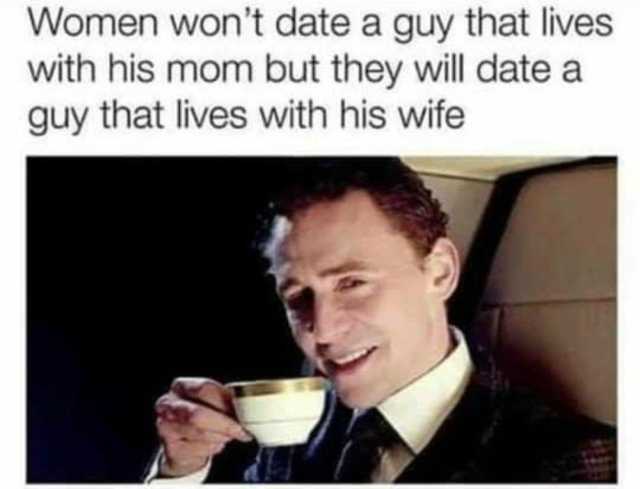 Women won't date a guy that lives
with his mom but they will date a
guy that lives with his wife